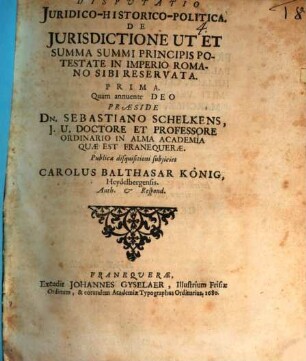 DISPUTATIO
JURIDICO-HISTORICO-POLITICA.
4.
DE
JURISDICTIONE UT ET
SUMMA SUMMI PRINCIPIS PO-
TESTATE IN IMPERIO ROMA-
NO SIBI RESERVATA.
PRIMA.
Quam annuente DEO
PRÆSIDE
DN. SEBASTIANO SCHELKENS,
J. U. DOCTORE ET PROFESSORE
ORDINARIO IN ALMA ACADEMIA
QUÆ EST FRANEQUERÆ.
Publicæ disquisitioni subjiciet
CAROLUS BALTHASAR KÖNIG,
Heydelbergensis.
Auth. & Respond.
FRANEQUERÆ,
Excudit JOHANNES GYSELAER, Illustrium Frisiæ
Ordinum, & eorundem Academiæ Typographus Ordinarius, 1680.